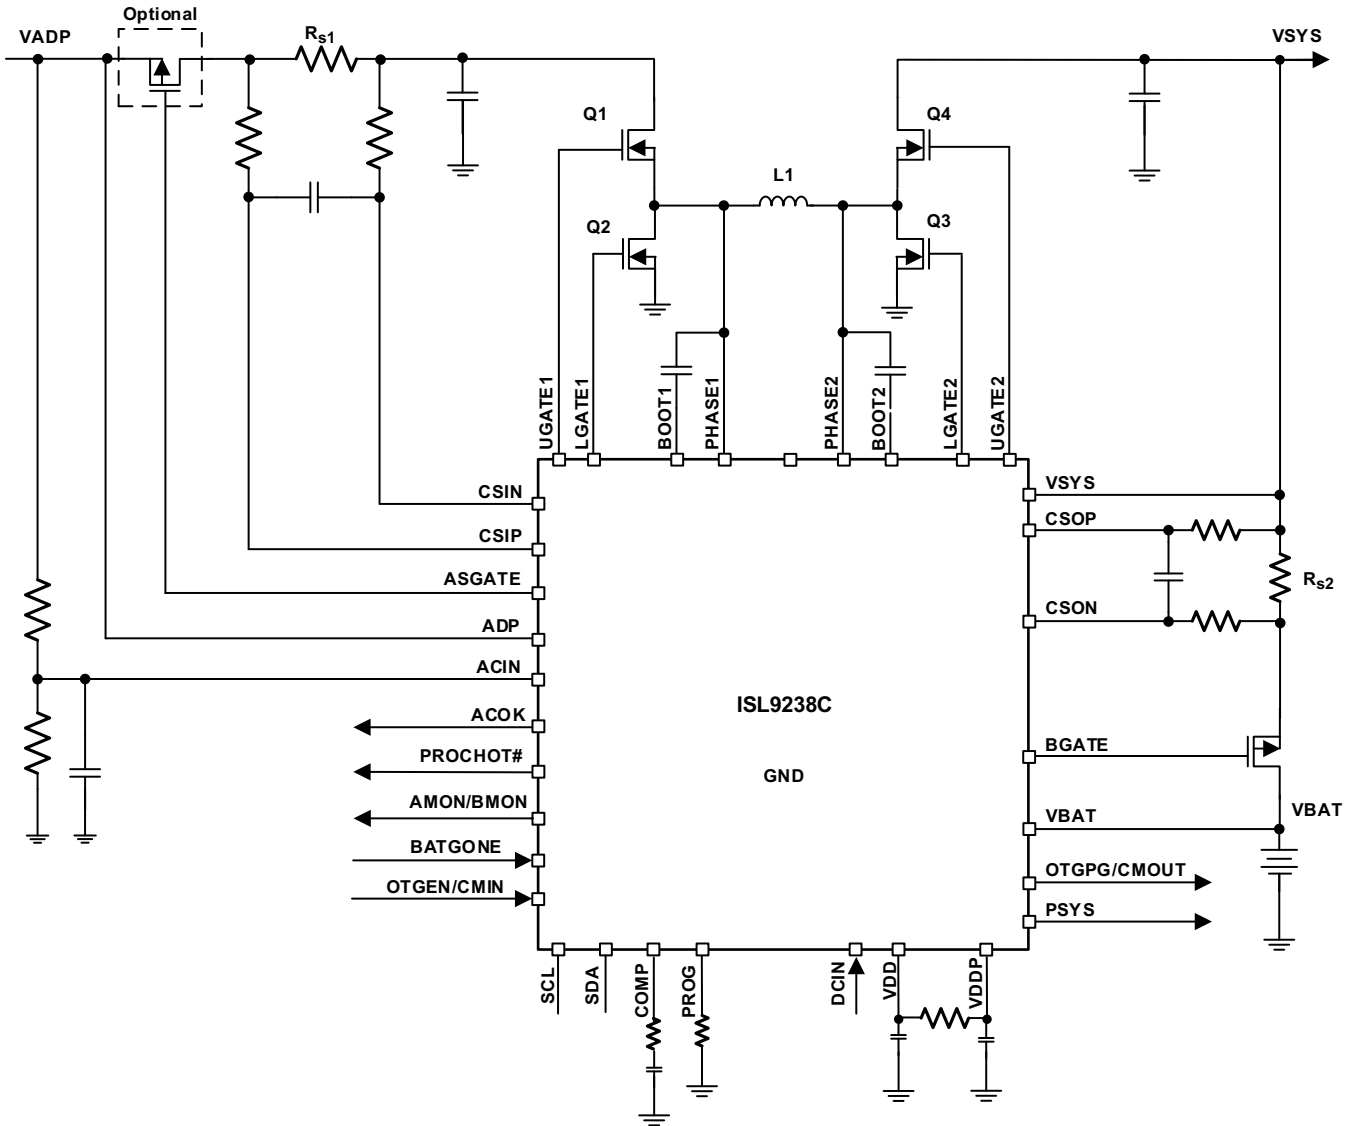 Optional
VADP
Rs1
VSYS
Q1
Q4
L1
Q2
Q3
UGATE1
LGATE1
BOOT1
PHASE1
PHASE2
BOOT2
LGATE2
UGATE2
CSIN
CSIP
ASGATE
ADP
ACIN
ACOK
PROCHOT#
AMON/BMON
BATGONE
OTGEN/CMIN
ISL9238C
GND
VSYS
CSOP
Rs2
CSON
BGATE
VBAT
VBAT
OTGPG/CMOUT
PSYS
SCL
SDA
COMP
PROG
DCIN
VDD
VDDP